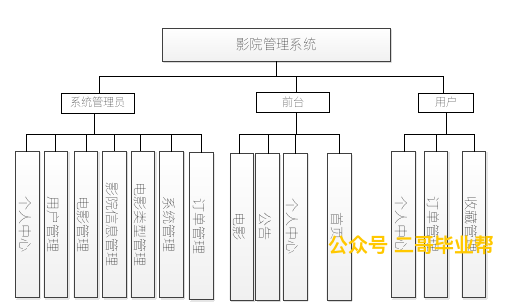 影院管理系统
系统管理员
前台
用户
个人中心
用户管理
电影管理
影院信息管理
电影类型管理
系统管理
订单管理
电影
公告
个人中心
首页
个人中心
订单管理
收藏管理
公众号 二哥毕业帮